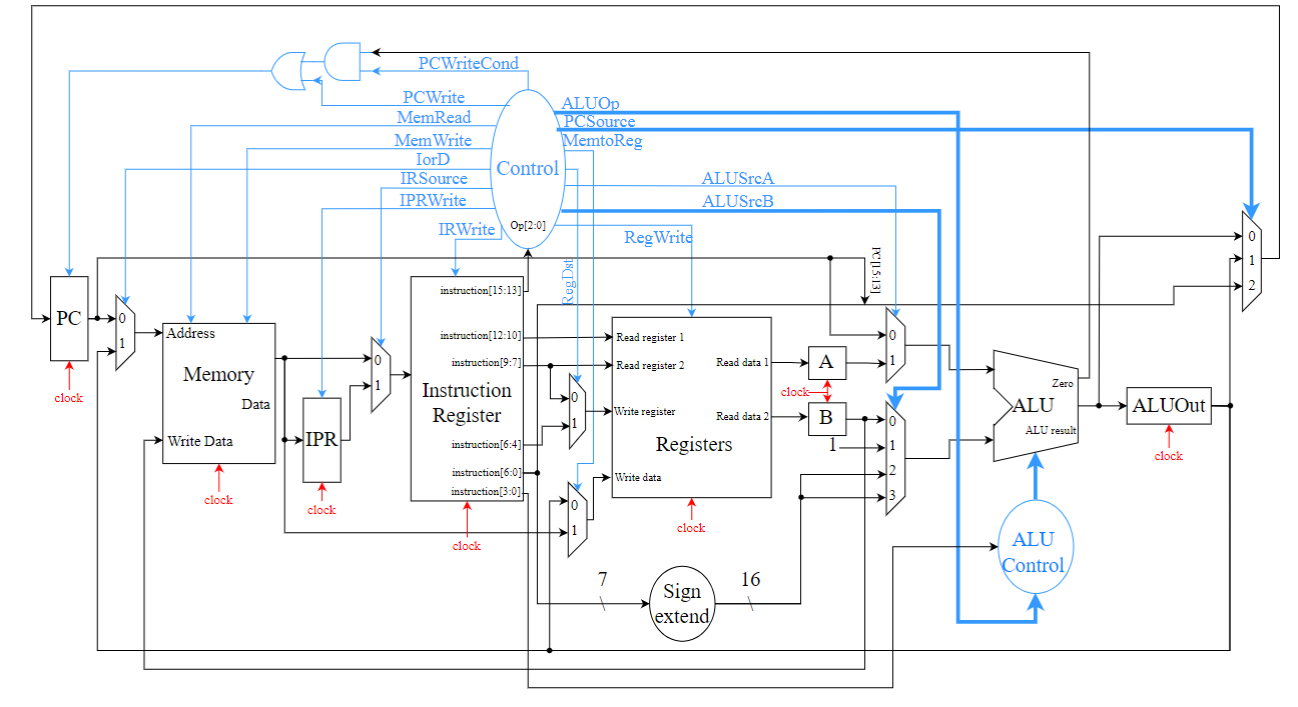 PCWriteCond
PCWrite
MemRead
MemWrite
IorD
IRSource
IPRWrite
IRWrite
Control
Op[2:0]
ALUOp
PCSource
MemtoReg
ALUSrcA
ALUSrcB
RegWrite
RegDst
PC[15:13]
PC
clock
0
1
Address
Memory
Data
Write Data
clock
IPR
clock
0
1
instruction[15:13]
instruction[12:10]
instruction[9:7]
Instruction
Register
instruction[6:4]
instruction[6:0]
instruction[3:0]
clock
0
1
0
1
Read register 1
Read register 2
Write register
Write data
Read data 1
Read data 2
Registers
clock
A
clock
B
0
1
1
0
1
2
3
Zero
ALU
ALU result
ALUOut
clock
0
1
2
ALU
Control
7
Sign
extend
16